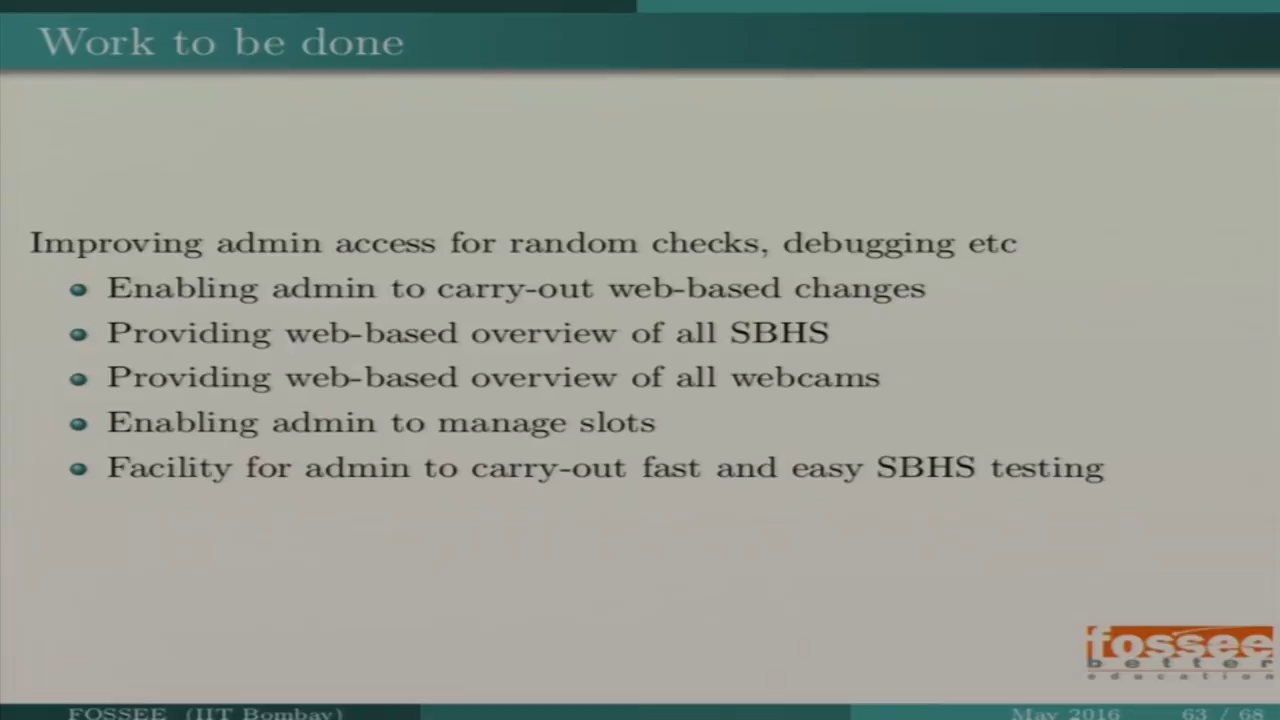 Work to be done
Improving admin access for random checks, debugging etc
Enabling admin to carry-out web-based changes
Providing web-based overview of all SBHS
Providing web-based overview of all webcams
Enabling admin to manage slots
Facility for admin to carry-out fast and easy SBHS testing
fossee
better
education
FOSSEE (IIT Bombay)
May 2016
63 / 68